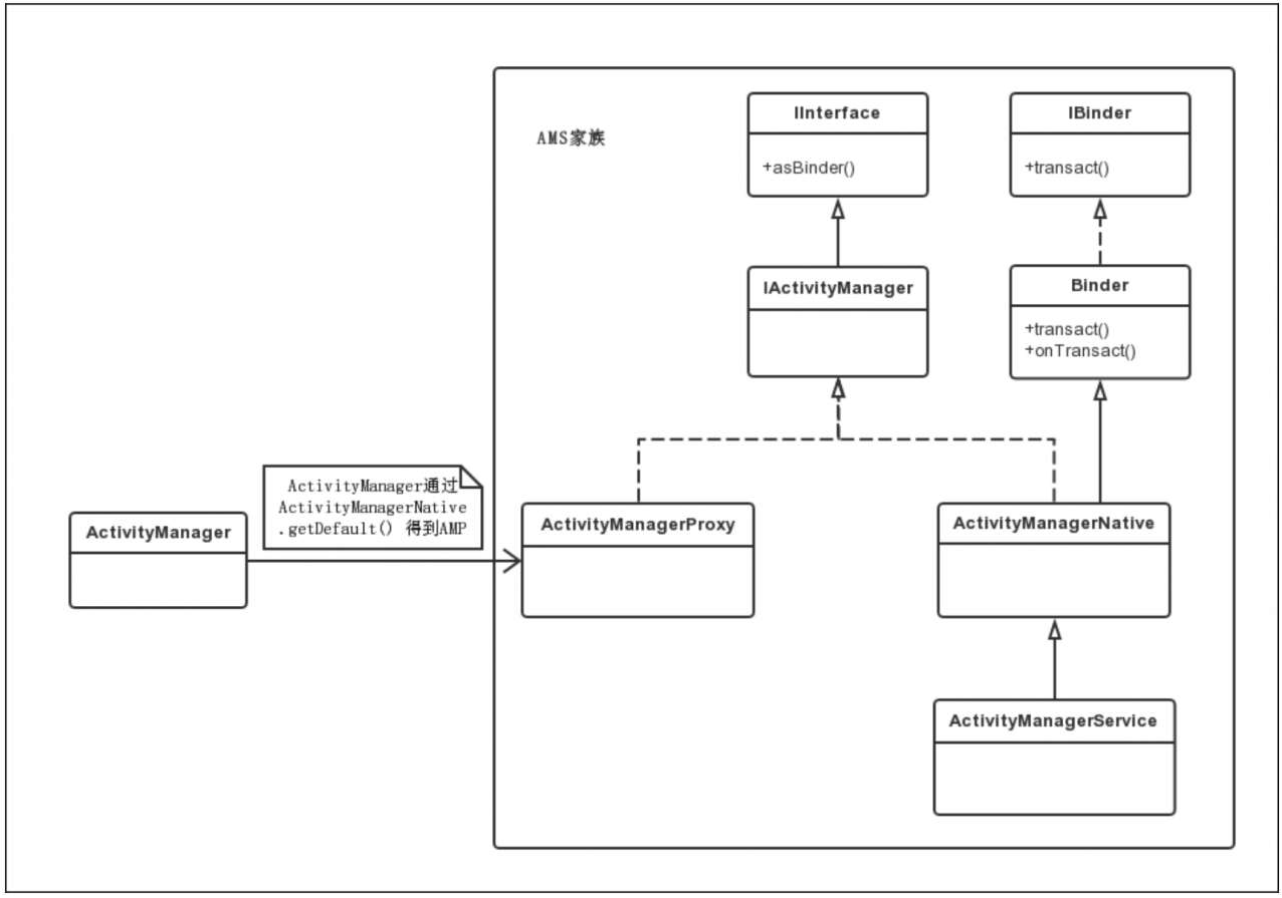 AMS家族
IInterface
+asBinder()
IBinder
+transact()
IActivityManager
Binder
+transact()
+onTransact()
ActivityManager
ActivityManager通过
ActivityManagerNative
.getDefault() 得到AMP
ActivityManagerProxy
ActivityManagerNative
ActivityManagerService